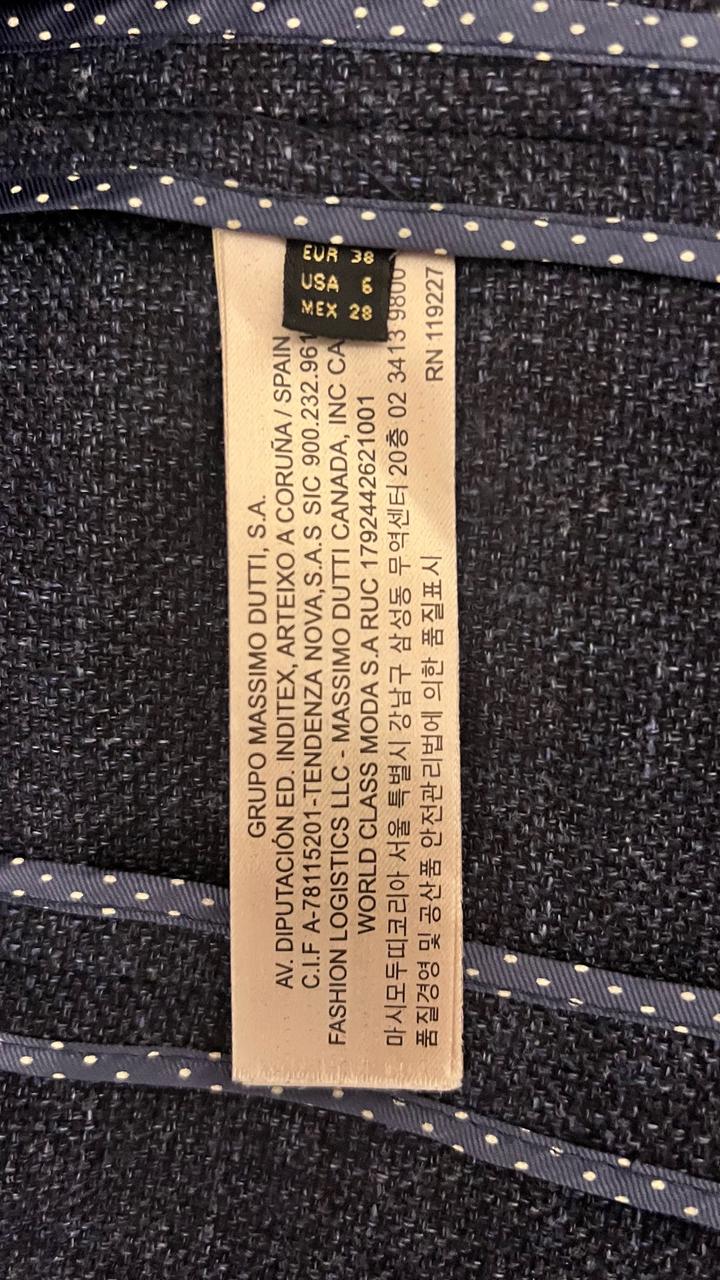 EUR 38
USA 6
MEX 28
GRUPO MASSIMO DUTTI, S.A.
AV. DIPUTACIÓN ED. INDITEX, ARTEIXO A CORUÑA / SPAIN
C.I.F A-78115201-TENDENZA NOVA,S.A.S SIC 900.232.961
FASHION LOGISTICS LLC - MASSIMO DUTTI CANADA, INC CA
WORLD CLASS MODA S.A RUC 1792442621001
마시모두띠코리아 서울 특별시 강남구 삼성동 무역센터 20층 02 3413 9800
품질경영 및 공산품 안전관리법에 의한 품질표시
RN 119227